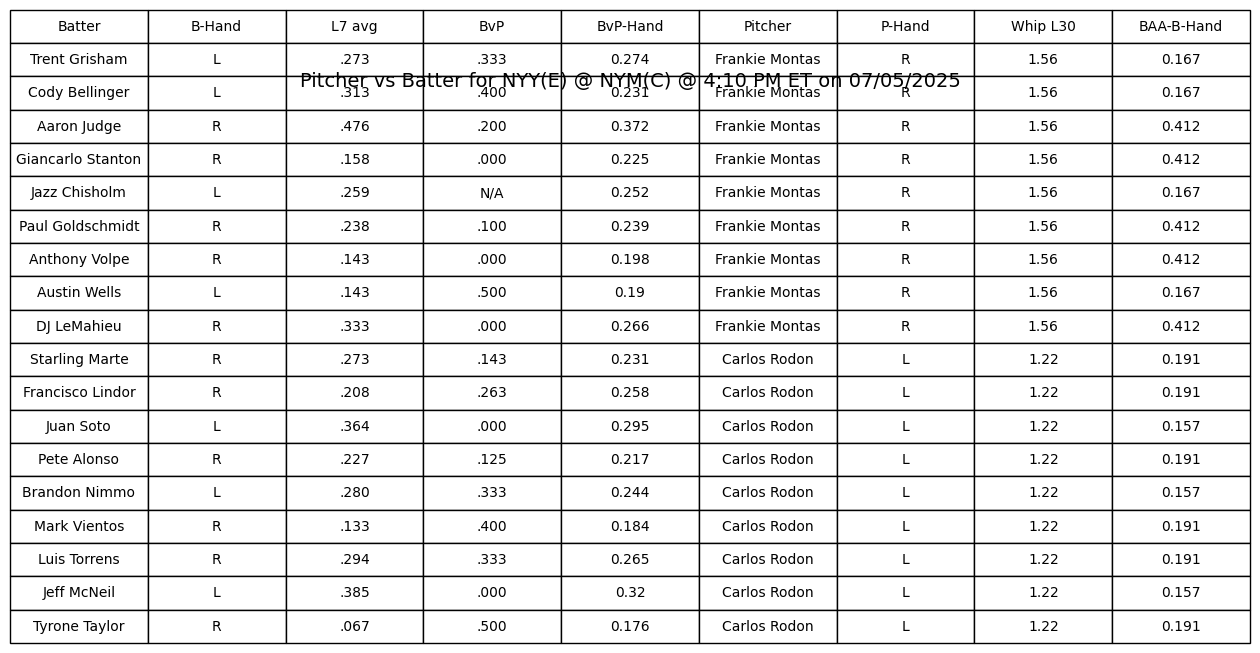 Batter B-Hand L7 avg BvP BvP-Hand Pitcher P-Hand Whip L30 BAA-B-Hand
Trent Grisham L .273 .333 0.274 Frankie Montas R 1.56 0.167
Pitcher vs Batter for NYY(E) @ NYM(C) @ 4:10 PM ET on 07/05/2025
Cody Bellinger L .313 .400 0.231 Frankie Montas R 1.56 0.167
Aaron Judge R .476 .200 0.372 Frankie Montas R 1.56 0.412
Giancarlo Stanton R .158 .000 0.225 Frankie Montas R 1.56 0.412
Jazz Chisholm L .259 N/A 0.252 Frankie Montas R 1.56 0.167
Paul Goldschmidt R .238 .100 0.239 Frankie Montas R 1.56 0.412
Anthony Volpe R .143 .000 0.198 Frankie Montas R 1.56 0.412
Austin Wells L .143 .500 0.19 Frankie Montas R 1.56 0.167
DJ LeMahieu R .333 .000 0.266 Frankie Montas R 1.56 0.412
Starling Marte R .273 .143 0.231 Carlos Rodon L 1.22 0.191
Francisco Lindor R .208 .263 0.258 Carlos Rodon L 1.22 0.191
Juan Soto L .364 .000 0.295 Carlos Rodon L 1.22 0.157
Pete Alonso R .227 .125 0.217 Carlos Rodon L 1.22 0.191
Brandon Nimmo L .280 .333 0.244 Carlos Rodon L 1.22 0.157
Mark Vientos R .133 .400 0.184 Carlos Rodon L 1.22 0.191
Luis Torrens R .294 .333 0.265 Carlos Rodon L 1.22 0.191
Jeff McNeil L .385 .000 0.32 Carlos Rodon L 1.22 0.157
Tyrone Taylor R .067 .500 0.176 Carlos Rodon L 1.22 0.191